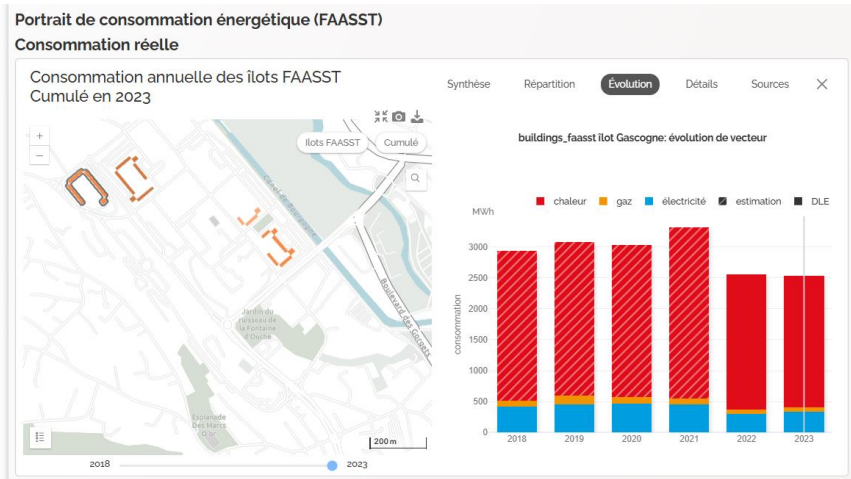 Portrait de consommation énergétique (FAASST)
Consommation réelle
Consommation annuelle des îlots FAASST
Cumulé en 2023
Synthèse
Répartition
Évolution
Détails
Sources
+
−
Ilots FAASST
Cumulé
Canal de Bourgogne
Boulevard des Gorgets
Jardin du
ruisseau de
la Fontaine
d'Ouche
Esplanade
Des Marcs
D'or
200 m
2018
2023
buildings_faasst îlot Gascogne: évolution de vecteur
chaleur
gaz
électricité
estimation
DLE
MWh
consommation
3000
2500
2000
1500
1000
500
0
2018
2019
2020
2021
2022
2023